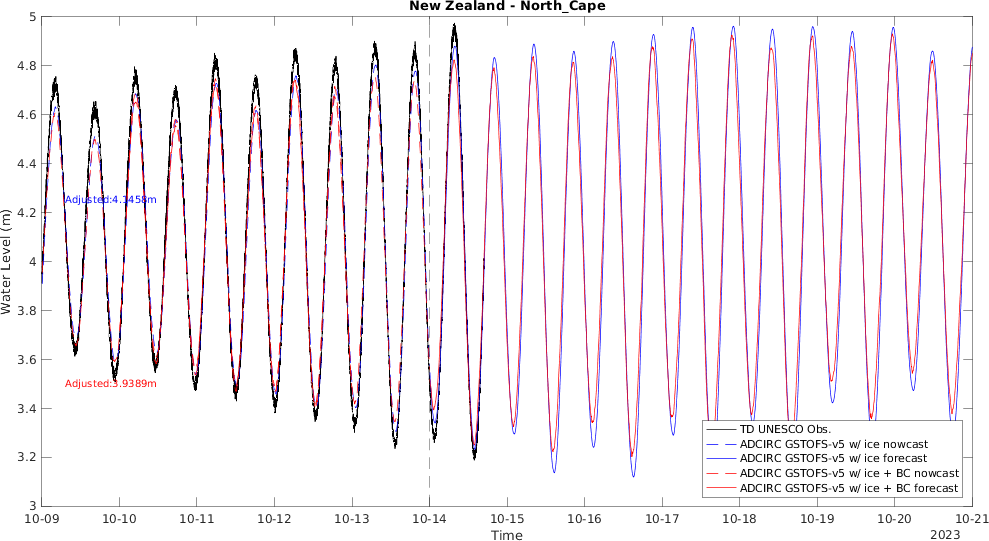 New Zealand - North_Cape
Water Level (m)
5
4.8
4.6
4.4
4.2
4
3.8
3.6
3.4
3.2
3
Adjusted:4.1458m
Adjusted:3.9389m
TD UNESCO Obs.
ADCIRC GSTOFS-v5 w/ ice nowcast
ADCIRC GSTOFS-v5 w/ ice forecast
ADCIRC GSTOFS-v5 w/ ice + BC nowcast
ADCIRC GSTOFS-v5 w/ ice + BC forecast
10-09 10-10 10-11 10-12 10-13 10-14 10-15 10-16 10-17 10-18 10-19 10-20 10-21
Time
2023